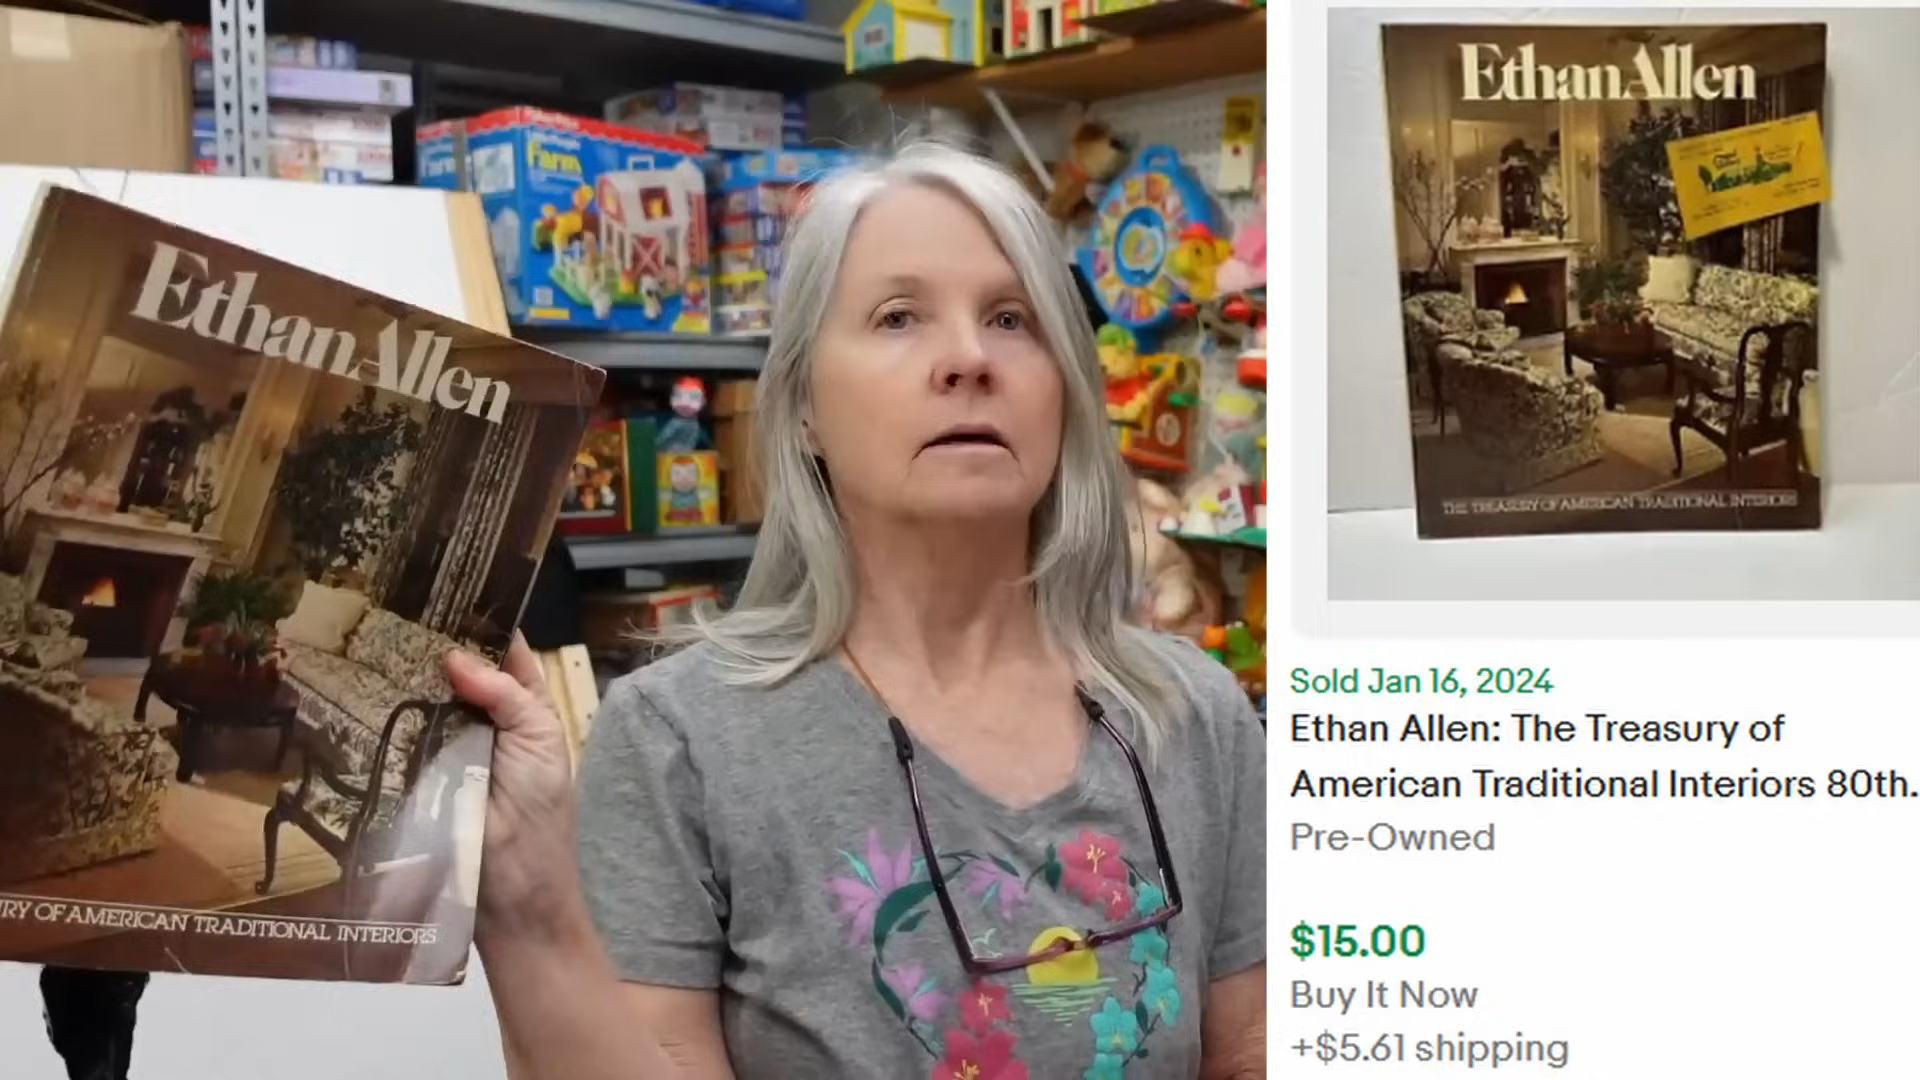 Farm
Ethan Allen
RY OF AMERICAN TRADITIONAL INTERIORS
Ethan Allen
THE TREASURY OF AMERICAN TRADITIONAL INTERIORS
Sold Jan 16, 2024
Ethan Allen: The Treasury of
American Traditional Interiors 80th.
Pre-Owned
$15.00
Buy It Now
+$5.61 shipping